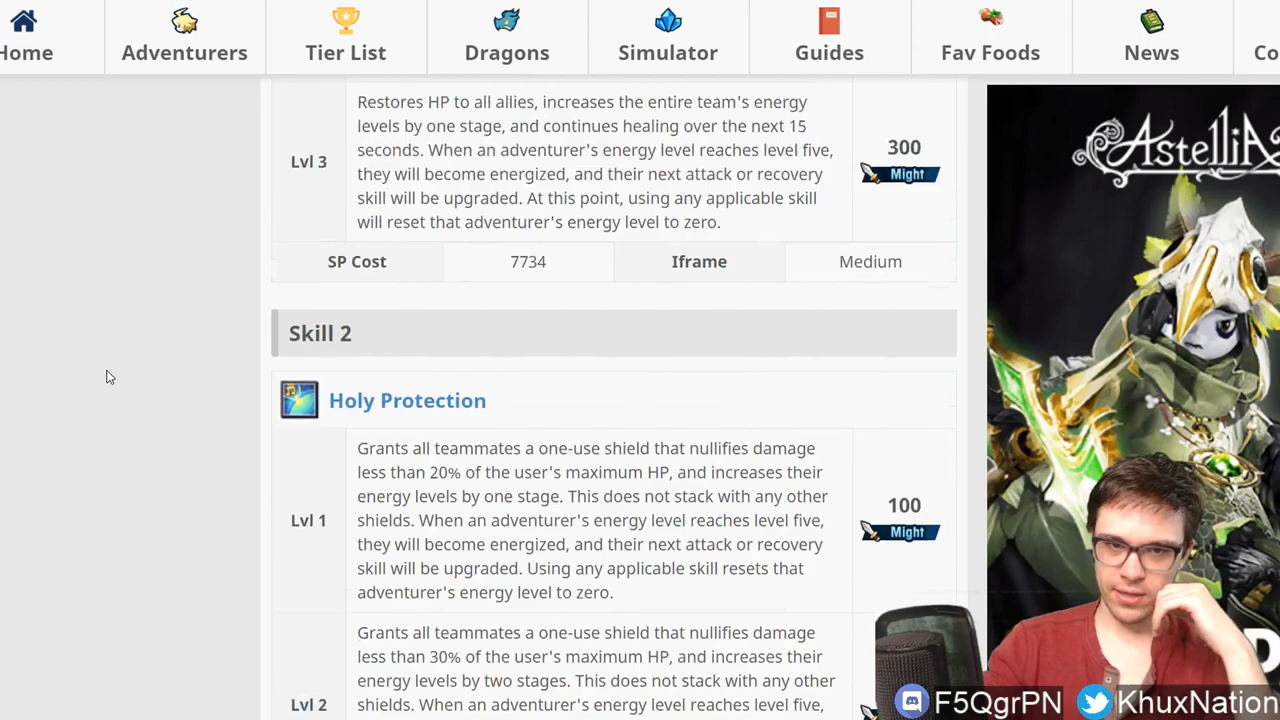 Home
Adventurers
Tier List
Dragons
Simulator
Guides
Fav Foods
News
Co
Restores HP to all allies, increases the entire team's energy
levels by one stage, and continues healing over the next 15
seconds. When an adventurer's energy level reaches level five,
they will become energized, and their next attack or recovery
skill will be upgraded. At this point, using any applicable skill
will reset that adventurer's energy level to zero.
Lvl 3
300
Might
SP Cost
7734
Iframe
Medium
Skill 2
Holy Protection
Grants all teammates a one-use shield that nullifies damage
less than 20% of the user's maximum HP, and increases their
energy levels by one stage. This does not stack with any other
shields. When an adventurer's energy level reaches level five,
they will become energized, and their next attack or recovery
skill will be upgraded. Using any applicable skill resets that
adventurer's energy level to zero.
Lvl 1
100
Might
Grants all teammates a one-use shield that nullifies damage
less than 30% of the user's maximum HP, and increases their
energy levels by two stages. This does not stack with any other
shields. When an adventurer's energy level reaches level five,
Lvl 2
AstelliA
F5QgrPN
KhuxNation